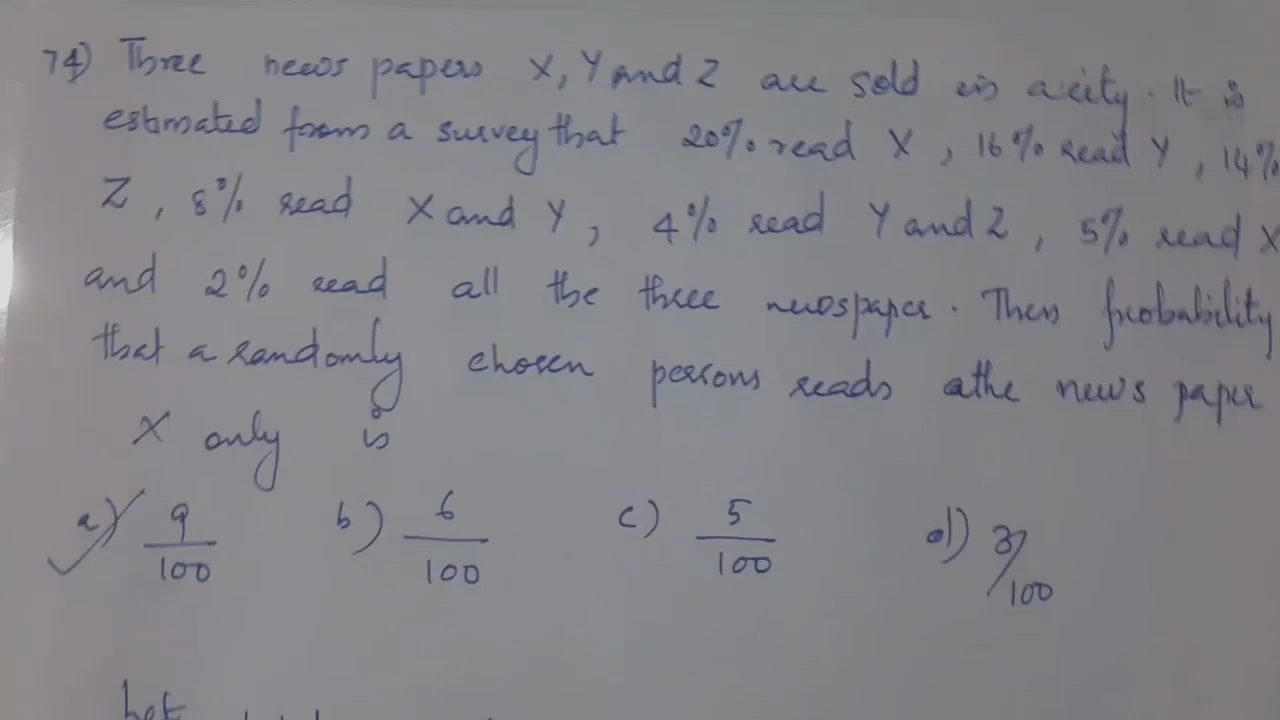 74) Three news papers X, Y and Z are sold in a city. It is
estimated from a survey that 20% read X, 16% read Y, 14%
Z, 8% read X and Y, 4% read Y and Z, 5% read X
and 2% read all the three newspaper. Then probability
that a randomly chosen persons reads athe news paper
X only is
a) 9/100 b) 6/100 c) 5/100 d) 3/100